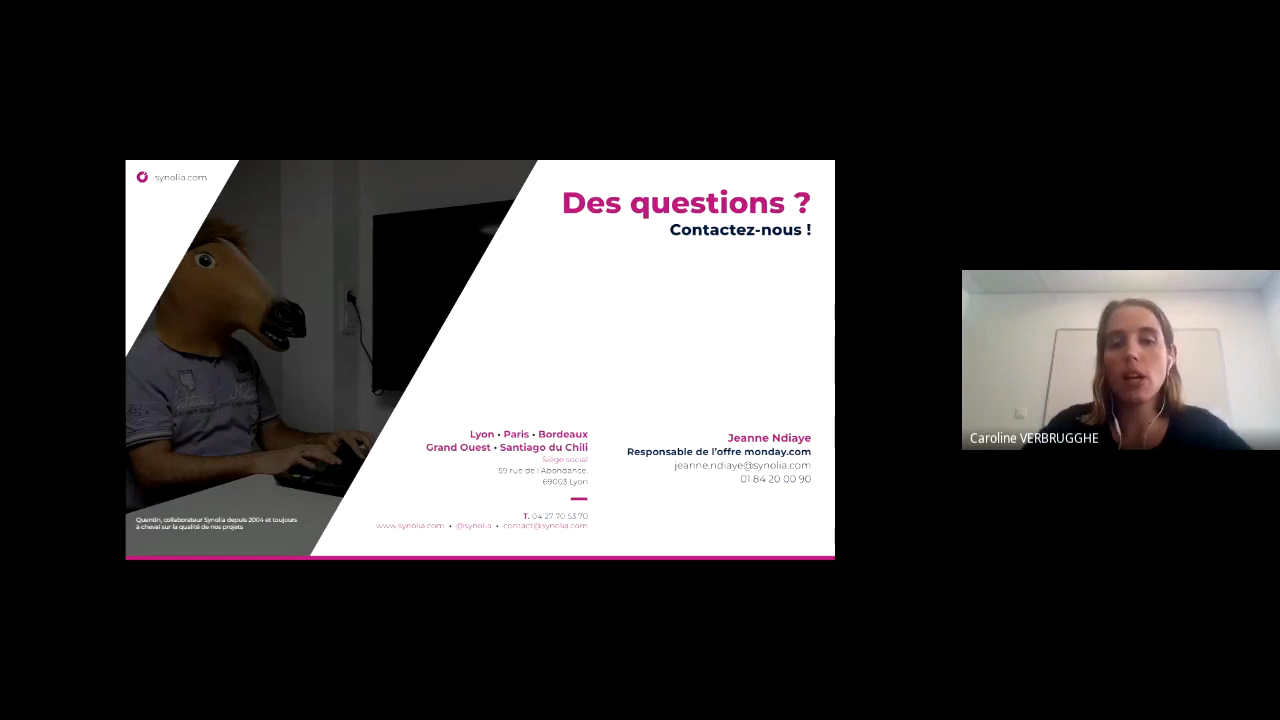 synolia.com
Des questions ?
Contactez-nous !
Lyon • Paris • Bordeaux
Grand Ouest • Santiago du Chili
Siège social
59 rue de l'Abondance,
69003 Lyon
T. 04 27 70 53 70
www.synolia.com • @synolia • contact@synolia.com
Jeanne Ndiaye
Responsable de l'offre monday.com
jeanne.ndiaye@synolia.com
01 84 20 00 90
Quentin, collaborateur Synolia depuis 2004 et toujours
à cheval sur la qualité de nos projets
Caroline VERBRUGGHE